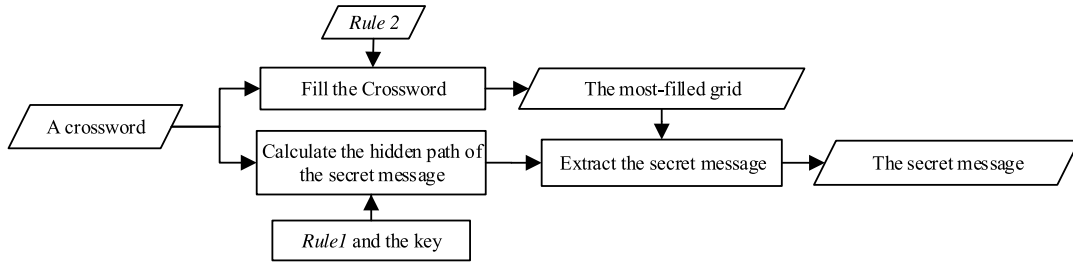 Rule 2
Fill the Crossword
The most-filled grid
A crossword
Calculate the hidden path of
the secret message
Extract the secret message
The secret message
Rule1 and the key